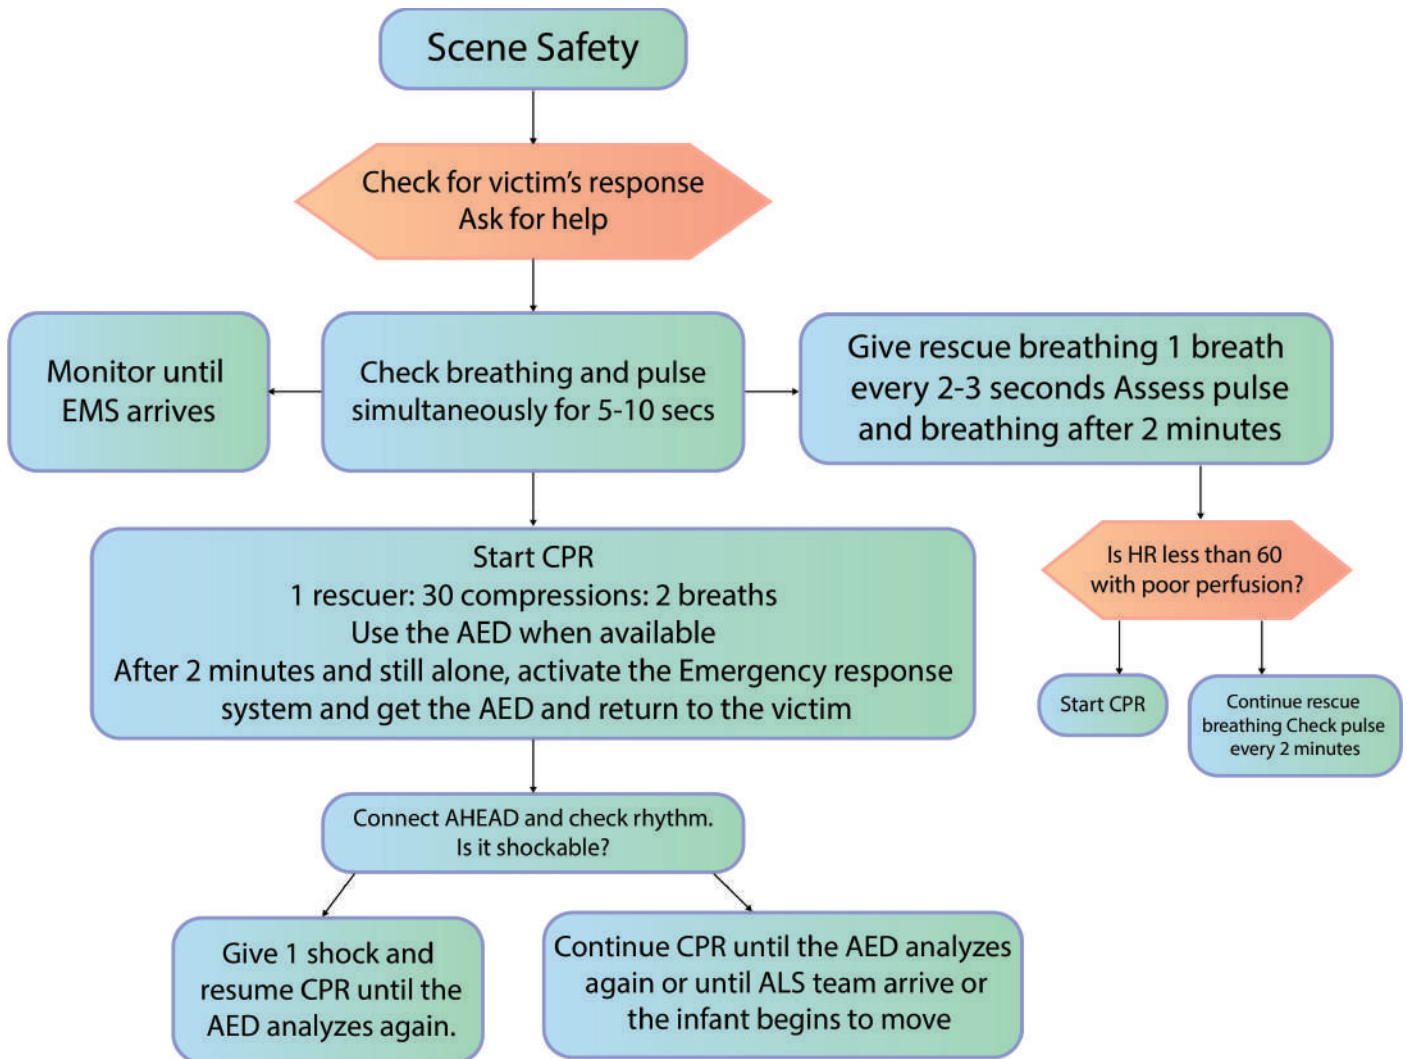 Scene Safety
Check for victim's response
Ask for help
Monitor until
EMS arrives
Check breathing and pulse
simultaneously for 5-10 secs
Give rescue breathing 1 breath
every 2-3 seconds Assess pulse
and breathing after 2 minutes
Start CPR
1 rescuer: 30 compressions: 2 breaths
Use the AED when available
After 2 minutes and still alone, activate the Emergency response
system and get the AED and return to the victim
Is HR less than 60
with poor perfusion?
Start CPR
Continue rescue
breathing Check pulse
every 2 minutes
Connect AHEAD and check rhythm.
Is it shockable?
Give 1 shock and
resume CPR until the
AED analyzes again.
Continue CPR until the AED analyzes
again or until ALS team arrive or
the infant begins to move